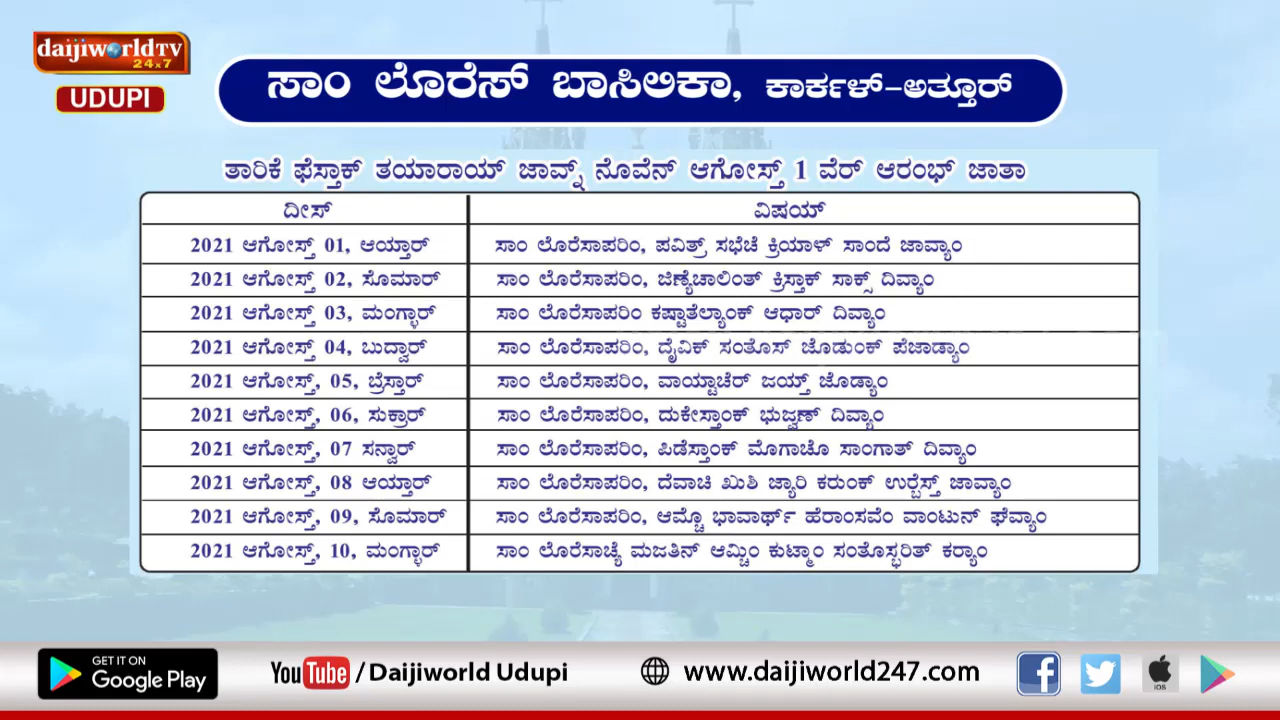 daijiworldTV
24x7
UDUPI
ಸಾಂ ಲೊರೆಸ್ ಬಾಸಿಲಿಕಾ, ಕಾರ್ಕಳ್-ಅತ್ತೂರ್
ತಾರಿಕೆ ಫೆಸ್ತಾಕ್ ತಯಾರಾಯ್ ಜಾವ್ನ್ ನೊವೆನ್ ಆಗೋಸ್ತ್ 1 ವೆರ್ ಆರಂಭ್ ಜಾತಾ
ದೀಸ್ ವಿಷಯ್
2021 ಆಗೋಸ್ತ್ 01, ಆಯ್ತಾರ್ ಸಾಂ ಲೊರೆಸಾಪರಿಂ, ಪವಿತ್ರ್ ಸಭೆಚೆ ಕ್ರಿಯಾಳ್ ಸಾಂದೆ ಜಾವ್ಯಾಂ
2021 ಆಗೋಸ್ತ್ 02, ಸೊಮಾರ್ ಸಾಂ ಲೊರೆಸಾಪರಿಂ, ಜಿಣ್ಯೆಚಾಲಿಂತ್ ಕ್ರಿಸ್ತಾಕ್ ಸಾಕ್ಸ್ ದಿವ್ಯಾಂ
2021 ಆಗೋಸ್ತ್ 03, ಮಂಗ್ಳಾರ್ ಸಾಂ ಲೊರೆಸಾಪರಿಂ ಕಷ್ಟಾತೆಲ್ಯಾಂಕ್ ಆಧಾರ್ ದಿವ್ಯಾಂ
2021 ಆಗೋಸ್ತ್ 04, ಬುದ್ವಾರ್ ಸಾಂ ಲೊರೆಸಾಪರಿಂ, ದೈವಿಕ್ ಸಂತೊಸ್ ಜೊಡುಂಕ್ ಪೆಜಾಡ್ಯಾಂ
2021 ಆಗೋಸ್ತ್, 05, ಬ್ರೆಸ್ತಾರ್ ಸಾಂ ಲೊರೆಸಾಪರಿಂ, ವಾಯ್ಟಾಚೆರ್ ಜಯ್ತ್ ಜೊಡ್ಯಾಂ
2021 ಆಗೋಸ್ತ್, 06, ಸುಕ್ರಾರ್ ಸಾಂ ಲೊರೆಸಾಪರಿಂ, ದುಕೇಸ್ತಾಂಕ್ ಭುಜ್ವಣ್ ದಿವ್ಯಾಂ
2021 ಆಗೋಸ್ತ್, 07 ಸನ್ವಾರ್ ಸಾಂ ಲೊರೆಸಾಪರಿಂ, ಪಿಡೆಸ್ತಾಂಕ್ ಮೊಗಾಚೊ ಸಾಂಗಾತ್ ದಿವ್ಯಾಂ
2021 ಆಗೋಸ್ತ್, 08 ಆಯ್ತಾರ್ ಸಾಂ ಲೊರೆಸಾಪರಿಂ, ದೆವಾಚಿ ಖುಶಿ ಜ್ಯಾರಿ ಕರುಂಕ್ ಉರ‍್ಬೆಸ್ತ್ ಜಾವ್ಯಾಂ
2021 ಆಗೋಸ್ತ್, 09, ಸೊಮಾರ್ ಸಾಂ ಲೊರೆಸಾಪರಿಂ, ಆಮ್ಚೊ ಭಾವಾರ್ಥ್ ಹೆರಾಂಸವೆಂ ವಾಂಟುನ್ ಘೆವ್ಯಾಂ
2021 ಆಗೋಸ್ತ್, 10, ಮಂಗ್ಳಾರ್ ಸಾಂ ಲೊರೆಸಾಚ್ಯೆ ಮಜತಿನ್ ಆಮ್ಚಿಂ ಕುಟ್ಮಾಂ ಸಂತೊಸ್ಭರಿತ್ ಕರ‍್ಯಾಂ
GET IT ON
Google Play
YouTube / Daijiworld Udupi
www.daijiworld247.com
iOS